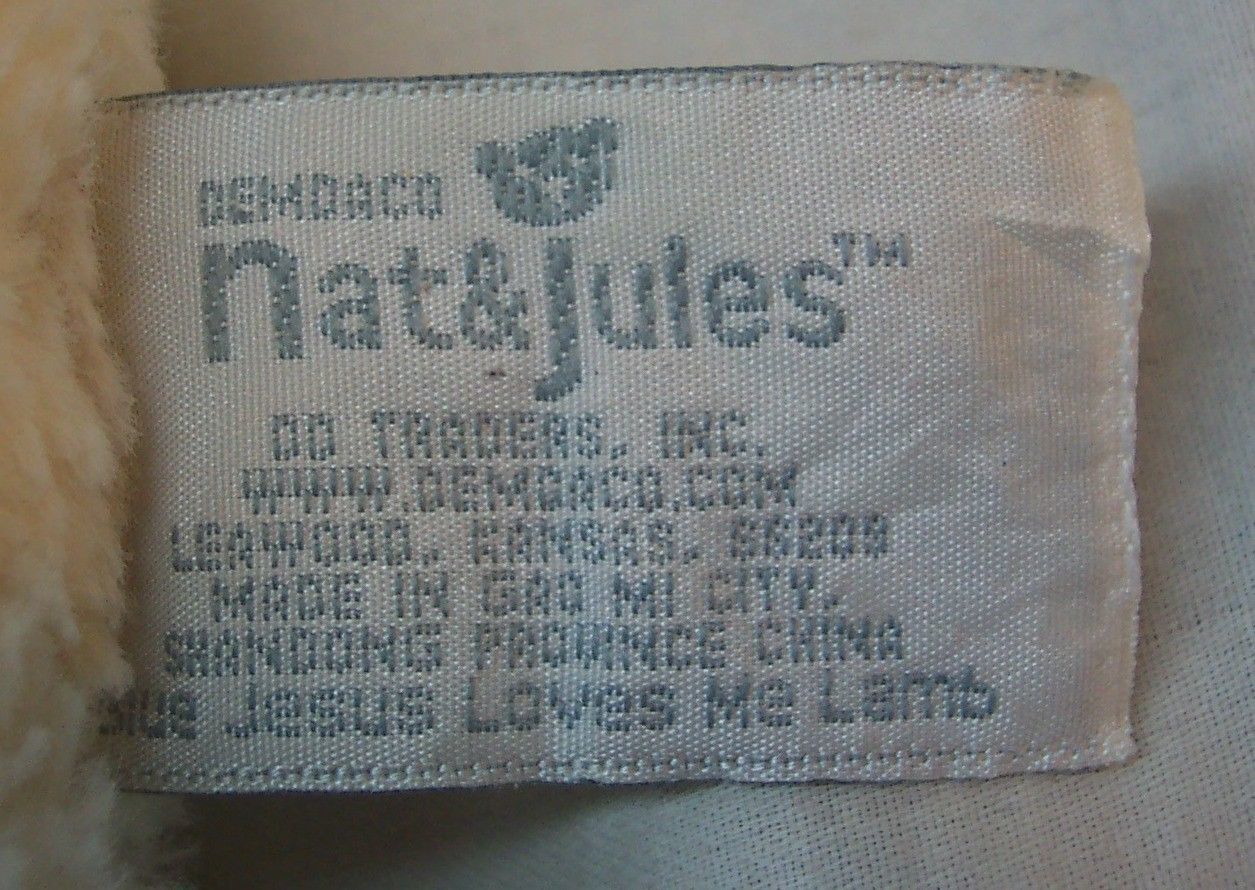 DEMDACO
nat&Jules™
DD TRADERS, INC.
WWW.DEMDACO.COM
LEAWOOD, KANSAS, 66209
MADE IN GAO MI CITY,
SHANDONG PROVINCE CHINA
Jesus Loves Me Lamb